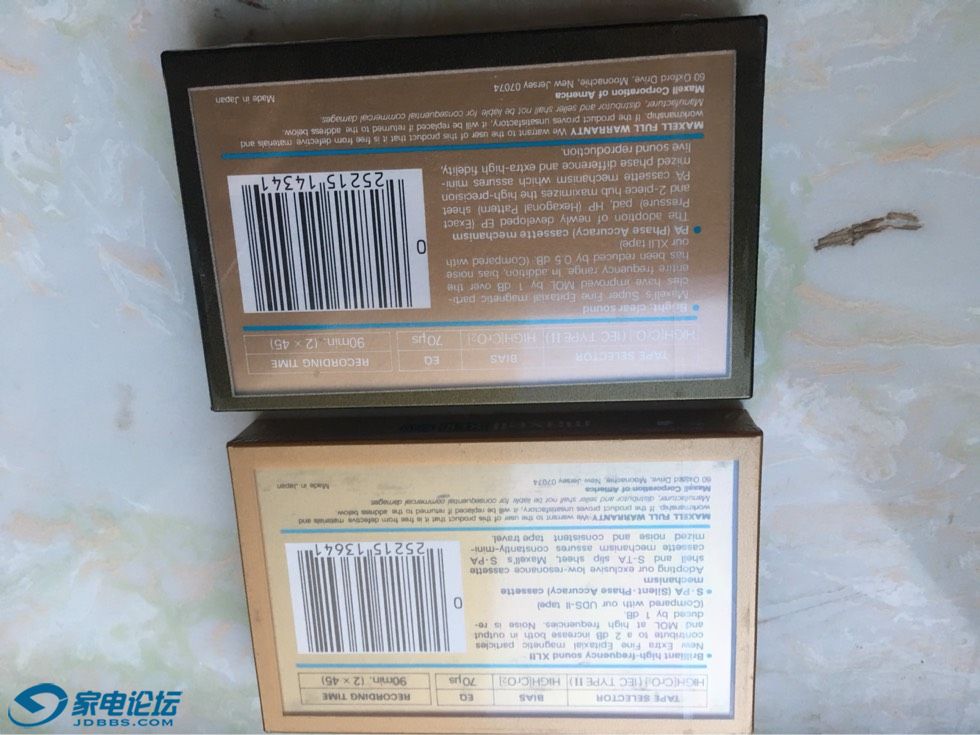 TAPE SELECTOR BIAS EQ RECORDING TIME
HIGH(CrO₂)(IEC TYPE II) HIGH(CrO₂) 70μs 90min. (2 × 45)
• Bright, clear sound
Maxell's Super Fine Epitaxial magnetic parti-
cles have improved MOL by 1 dB over the
entire frequency range. In addition, bias noise
has been reduced by 0.5 dB. (Compared with
our XLII tape)
• PA (Phase Accuracy) cassette mechanism
The adoption of newly developed EP (Exact
Pressure) pad, HP (Hexagonal Pattern) sheet
and 2-piece hub maximizes the high-precision
PA cassette mechanism which assures mini-
mized phase difference and extra-high-fidelity,
live sound reproduction.
0
25215 14341
MAXELL FULL WARRANTY We warrant to the user of this product that it is free from defective materials and
workmanship. If the product proves unsatisfactory, it will be replaced if returned to the address below.
Manufacturer, distributor and seller shall not be liable for consequential commercial damages.
Maxell Corporation of America
60 Oxford Drive, Moonachie, New Jersey 07074
Made in Japan
TAPE SELECTOR BIAS EQ RECORDING TIME
HIGH(CrO₂)(IEC TYPE II) HIGH(CrO₂) 70μs 90min. (2 × 45)
• Brilliant high-frequency sound XLII
New Extra Fine Epitaxial magnetic particles
contribute to a 2 dB increase both in output
and MOL at high frequencies. Noise is re-
duced by 1 dB.
(Compared with our UDS-II tape)
• S·PA (Silent·Phase Accuracy) cassette
mechanism
Adopting our exclusive low-resonance cassette
shell and S-TA slip sheet, Maxell's S·PA
cassette mechanism assures constantly-mini-
mized noise and consistent tape travel.
0
25215 13641
MAXELL FULL WARRANTY We warrant to the user of this product that it is free from defective materials and
workmanship. If the product proves unsatisfactory, it will be replaced if returned to the address below.
Manufacturer, distributor and seller shall not be liable for consequential commercial damages
Maxell Corporation of America
60 Oxford Drive, Moonachie, New Jersey 07074
Made in Japan
maxell
家电论坛
JDBBS.COM